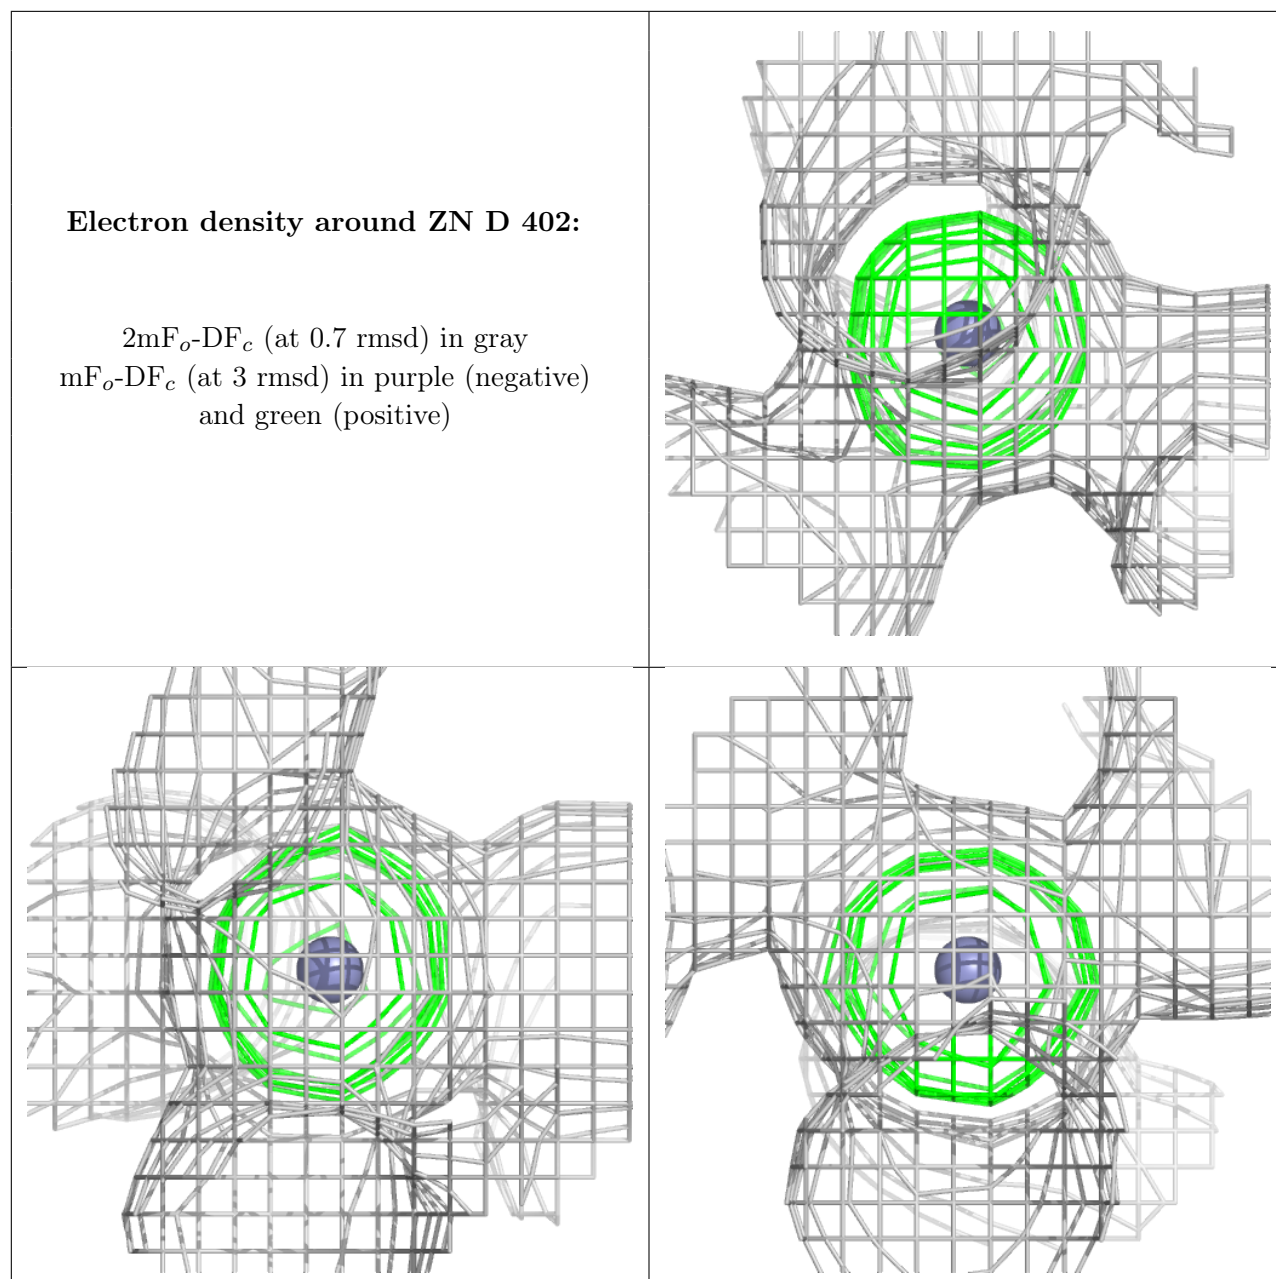 Electron density around ZN D 402:
2mFo-DFc (at 0.7 rmsd) in gray
mFo-DFc (at 3 rmsd) in purple (negative)
and green (positive)